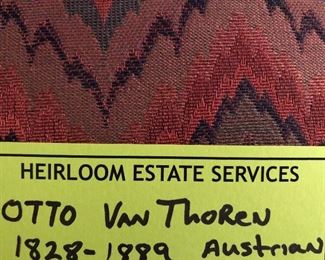 HEIRLOOM ESTATE SERVICES
OTTO VAN THOREN
1828-1889 Austrian